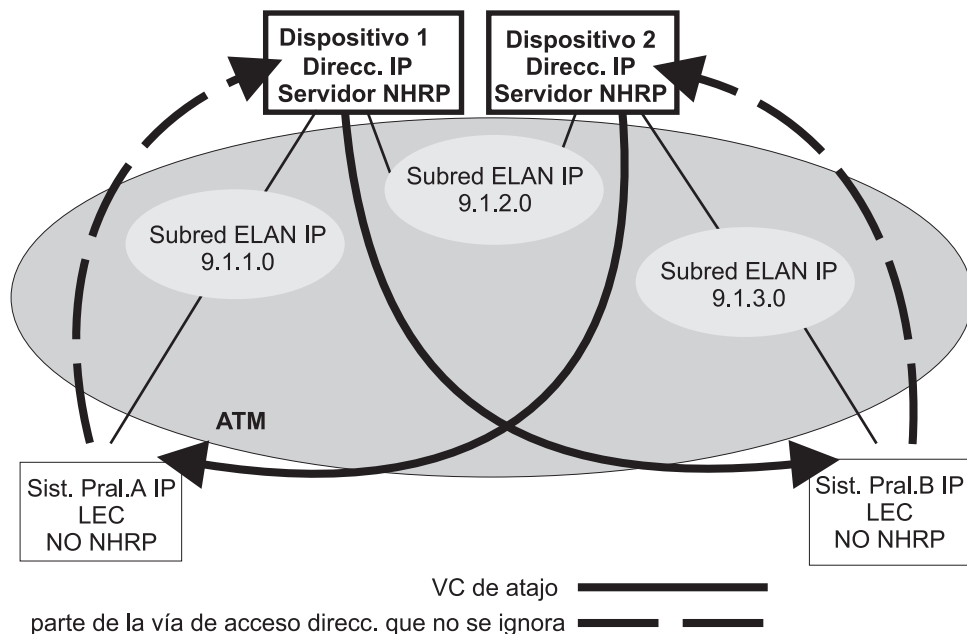 Dispositivo 1
Direcc. IP
Servidor NHRP
Dispositivo 2
Direcc. IP
Servidor NHRP
Subred ELAN IP
9.1.2.0
Subred ELAN IP
9.1.1.0
Subred ELAN IP
9.1.3.0
ATM
Sist. Pral.A IP
LEC
NO NHRP
Sist. Pral.B IP
LEC
NO NHRP
VC de atajo
parte de la vía de acceso direcc. que no se ignora